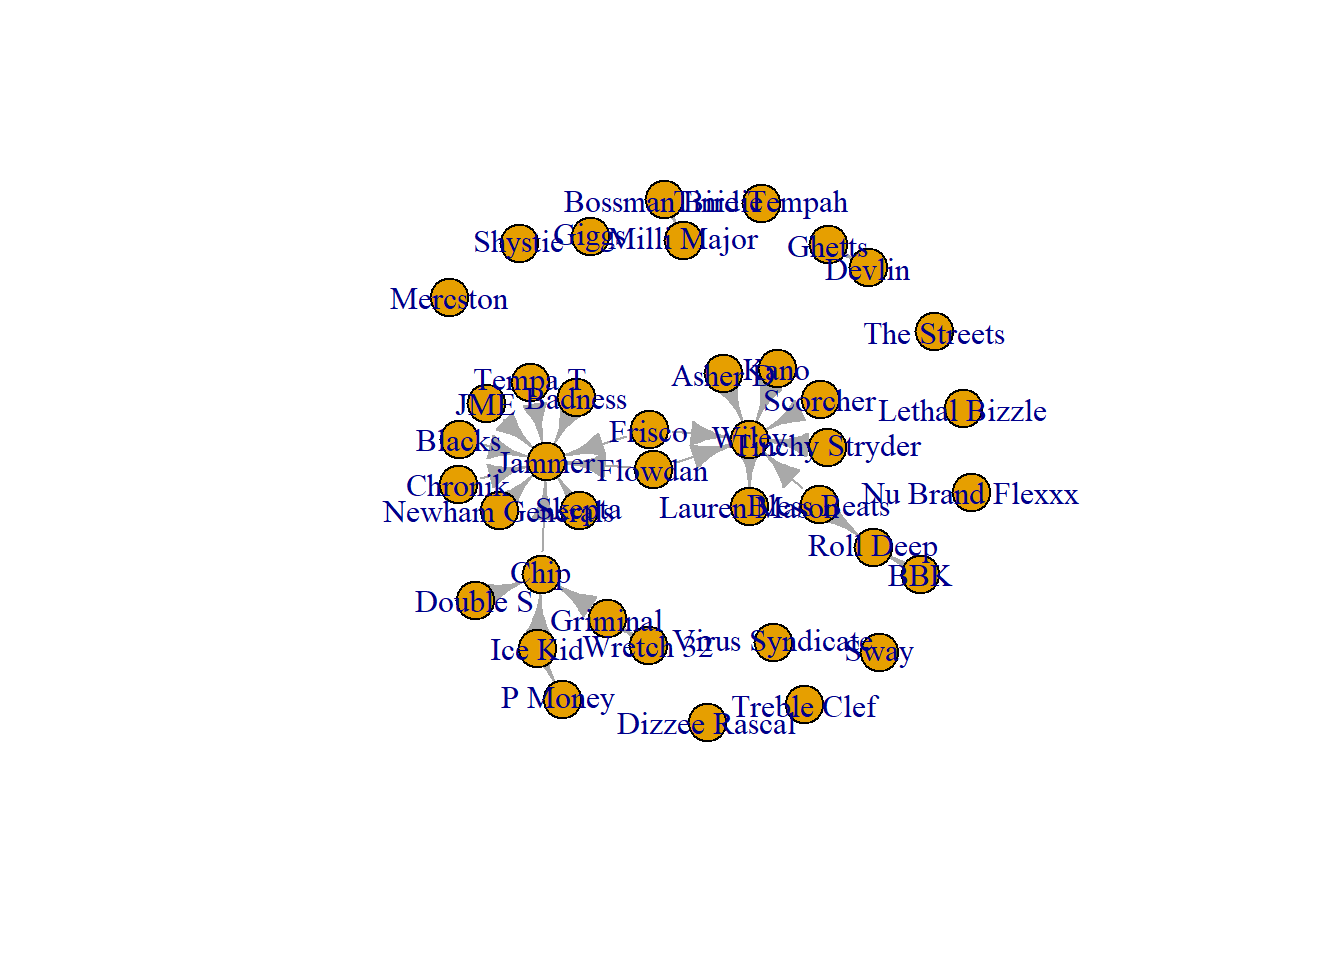 Bossman Birdie
Tinie Tempah
Shystie
Giggs
Milli Major
Ghetts
Devlin
Mercston
The Streets
Tempa T
Asher D
Kano
JME
Badness
Scorcher
Lethal Bizzle
Blacks
Frisco
Wiley
Tinchy Stryder
Jammer
Flowdan
Chronik
Nu Brand Flexxx
Newham Generals
Skepta
Lauren Mason
Bless Beats
Roll Deep
BBK
Chip
Double S
Griminal
Ice Kid
Wretch 32
Virus Syndicate
Sway
P Money
Treble Clef
Dizzee Rascal